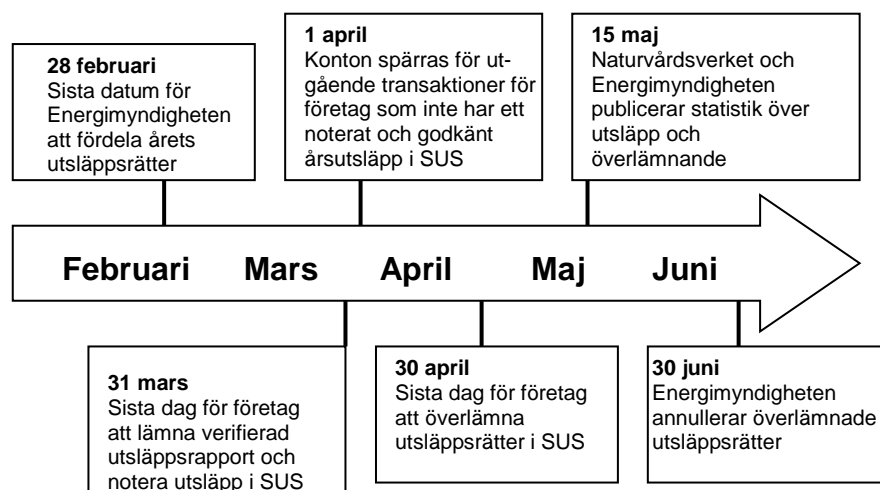 28 februari
Sista datum för
Energimyndigheten
att fördela årets
utsläppsrätter
1 april
Konton spärras för ut-
gående transaktioner för
företag som inte har ett
noterat och godkänt
årsutsläpp i SUS
15 maj
Naturvårdsverket och
Energimyndigheten
publicerar statistik över
utsläpp och
överlämnande
Februari Mars April Maj Juni
31 mars
Sista dag för företag
att lämna verifierad
utsläppsrapport och
notera utsläpp i SUS
30 april
Sista dag för företag
att överlämna
utsläppsrätter i SUS
30 juni
Energimyndigheten
annullerar överlämnade
utsläppsrätter